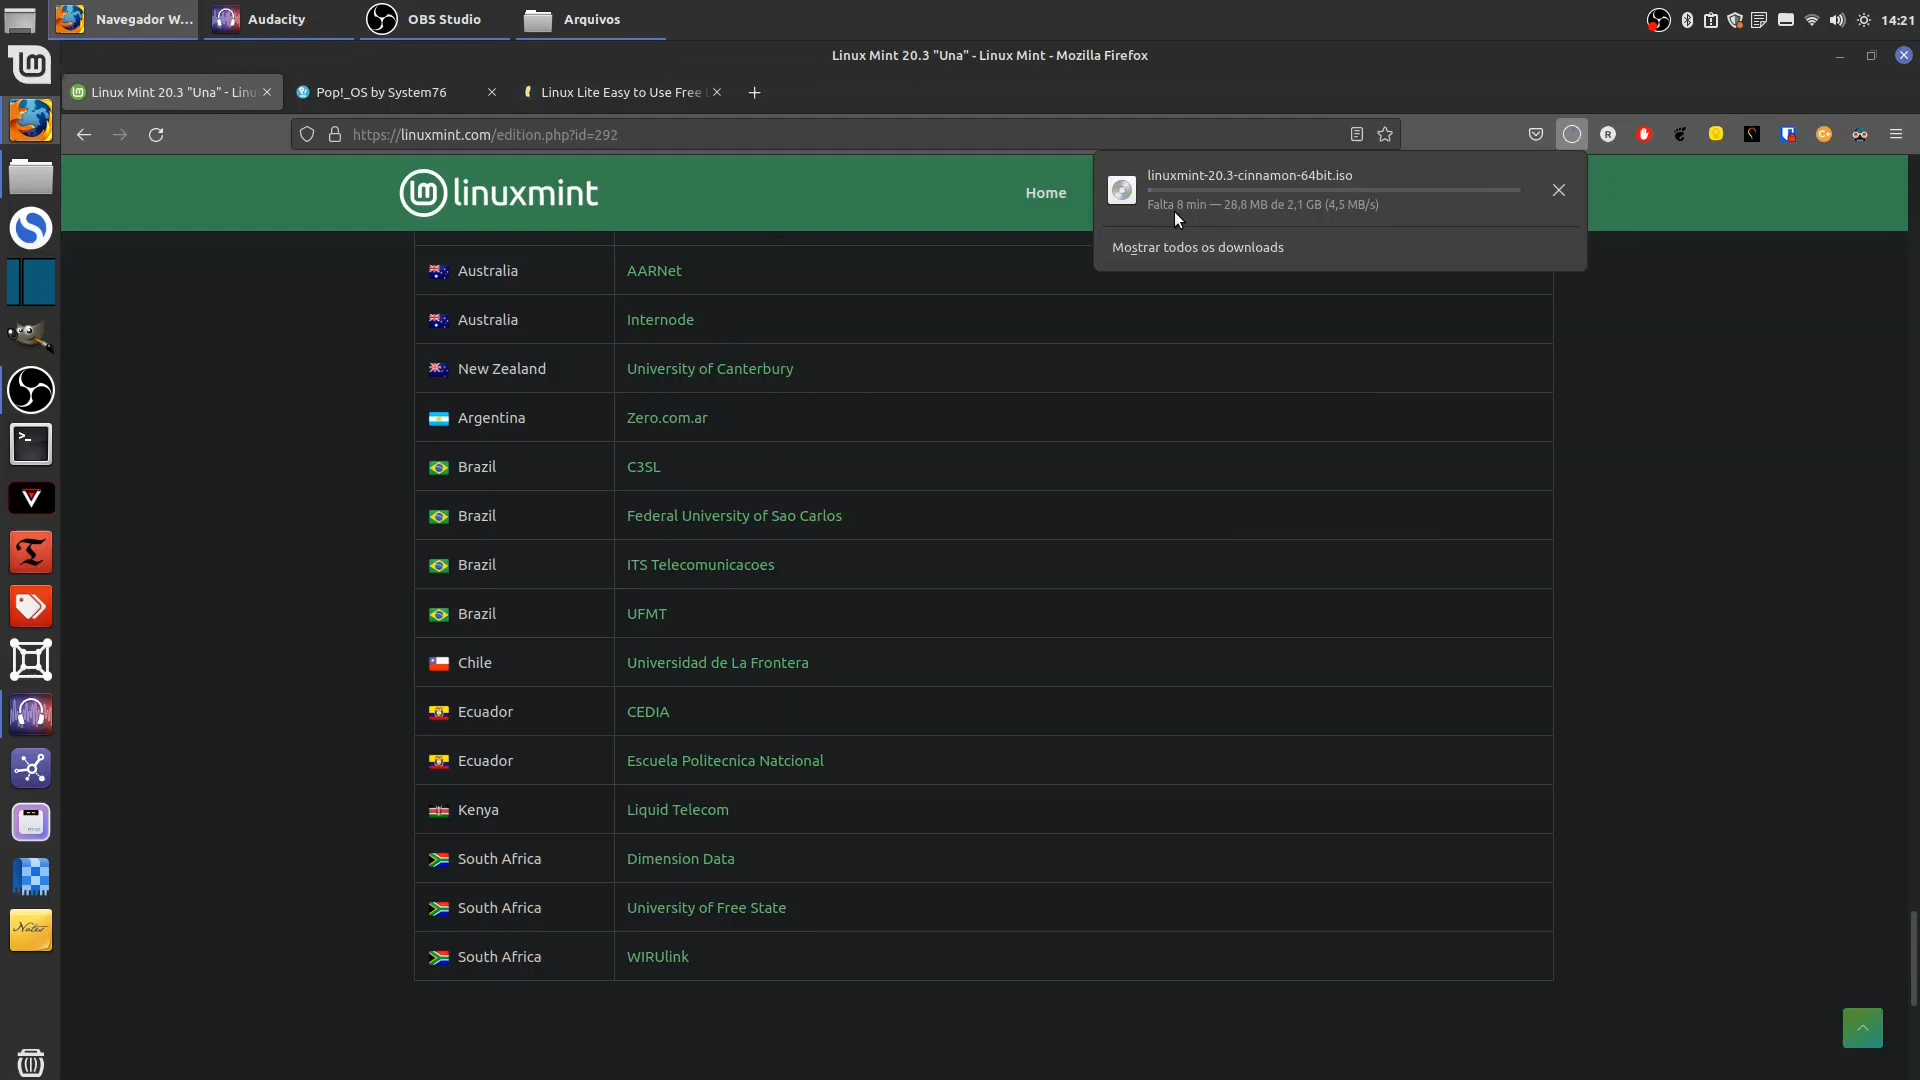 Navegador W...
Audacity
OBS Studio
Arquivos
14:21
Linux Mint 20.3 "Una" - Linux Mint - Mozilla Firefox
Linux Mint 20.3 "Una" - Linu
Pop!_OS by System76
Linux Lite Easy to Use Free L
https://linuxmint.com/edition.php?id=292
linuxmint
Home
linuxmint-20.3-cinnamon-64bit.iso
Falta 8 min — 28,8 MB de 2,1 GB (4,5 MB/s)
Mostrar todos os downloads
Australia AARNet
Australia Internode
New Zealand University of Canterbury
Argentina Zero.com.ar
Brazil C3SL
Brazil Federal University of Sao Carlos
Brazil ITS Telecomunicacoes
Brazil UFMT
Chile Universidad de La Frontera
Ecuador CEDIA
Ecuador Escuela Politecnica Natcional
Kenya Liquid Telecom
South Africa Dimension Data
South Africa University of Free State
South Africa WIRUlink
Notes